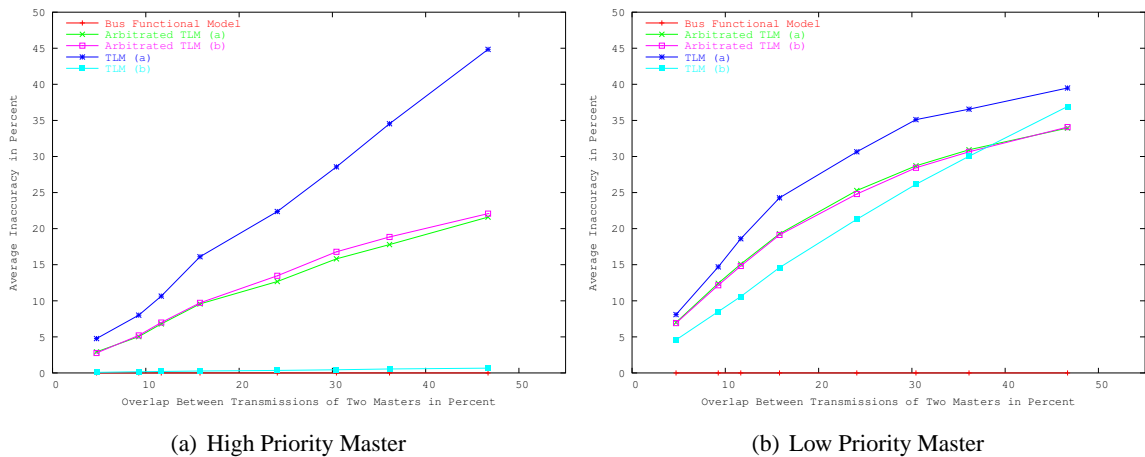 Bus Functional Model
Arbitrated TLM (a)
Arbitrated TLM (b)
TLM (a)
TLM (b)
Average Inaccuracy in Percent
50
45
40
35
30
25
20
15
10
5
0
0 10 20 30 40 50
Overlap Between Transmissions of Two Masters in Percent
(a) High Priority Master
Bus Functional Model
Arbitrated TLM (a)
Arbitrated TLM (b)
TLM (a)
TLM (b)
Average Inaccuracy in Percent
50
45
40
35
30
25
20
15
10
5
0
0 10 20 30 40 50
Overlap Between Transmissions of Two Masters in Percent
(b) Low Priority Master